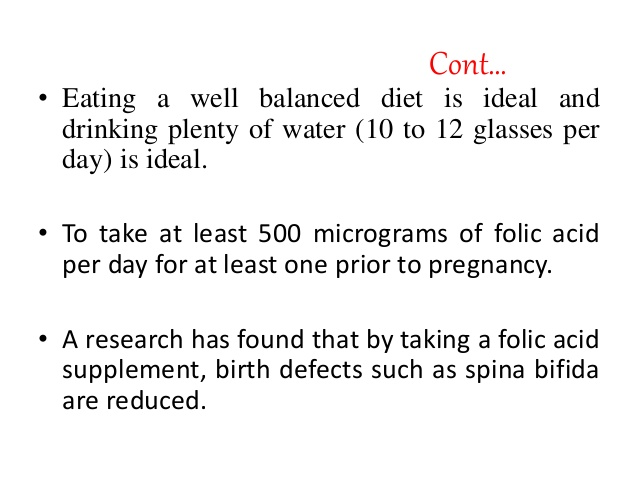 Cont...
• Eating a well balanced diet is ideal and
drinking plenty of water (10 to 12 glasses per
day) is ideal.
• To take at least 500 micrograms of folic acid
per day for at least one prior to pregnancy.
• A research has found that by taking a folic acid
supplement, birth defects such as spina bifida
are reduced.